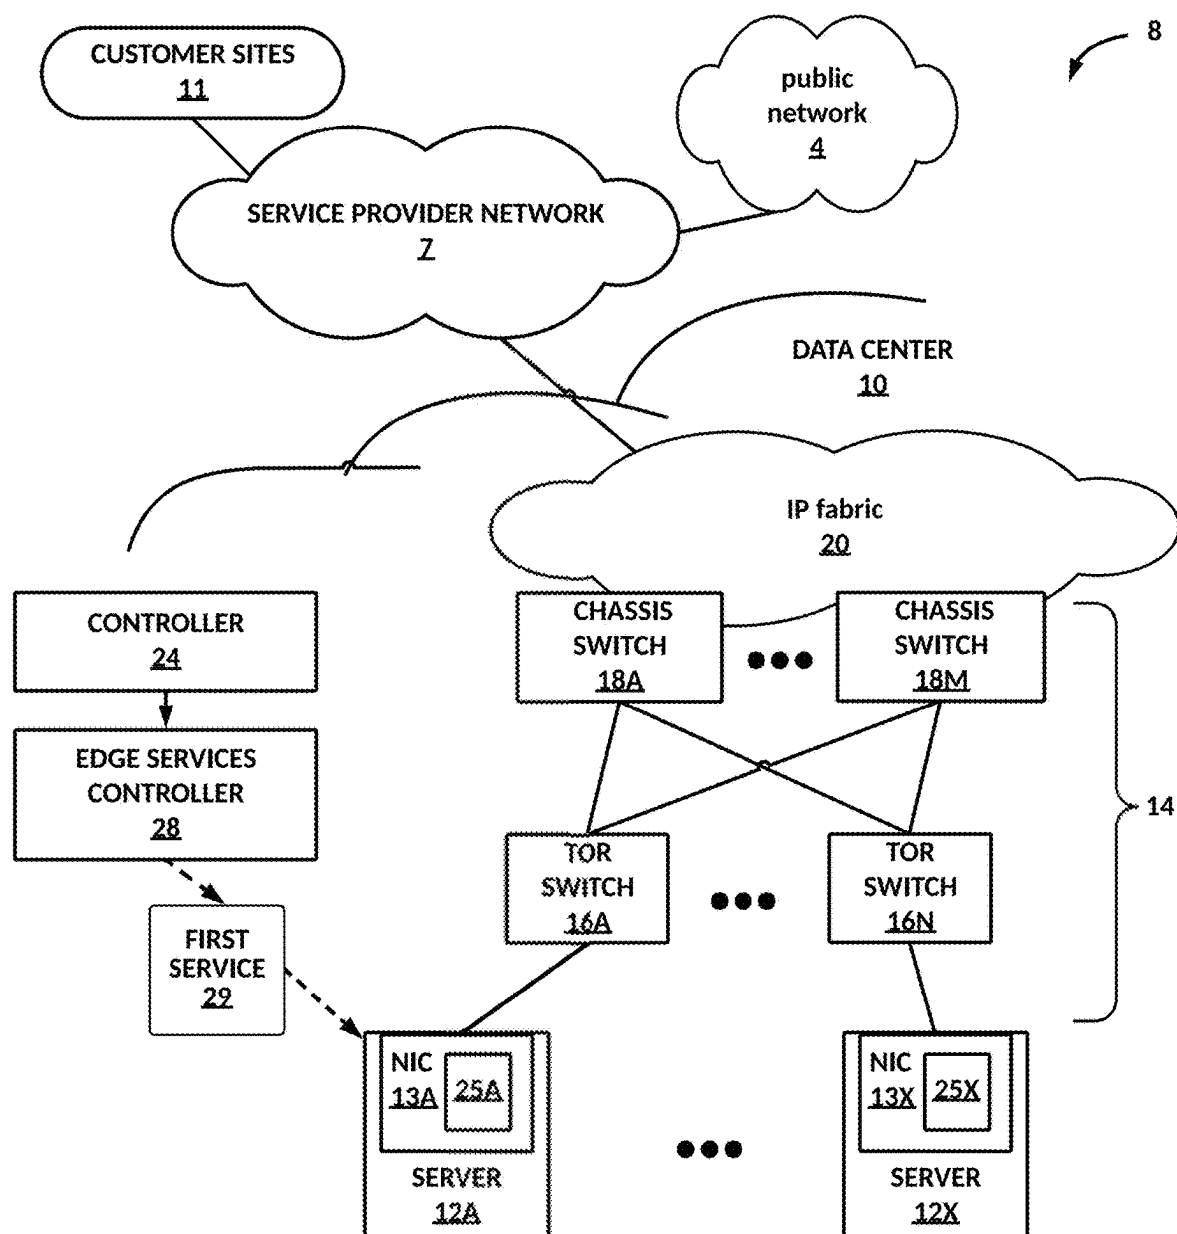 8
CUSTOMER SITES
11
public
network
4
SERVICE PROVIDER NETWORK
7
DATA CENTER
10
IP fabric
20
CONTROLLER
24
CHASSIS
SWITCH
18A
CHASSIS
SWITCH
18M
EDGE SERVICES
CONTROLLER
28
14
TOR
SWITCH
16A
TOR
SWITCH
16N
FIRST
SERVICE
29
NIC
13A
25A
SERVER
12A
NIC
13X
25X
SERVER
12X